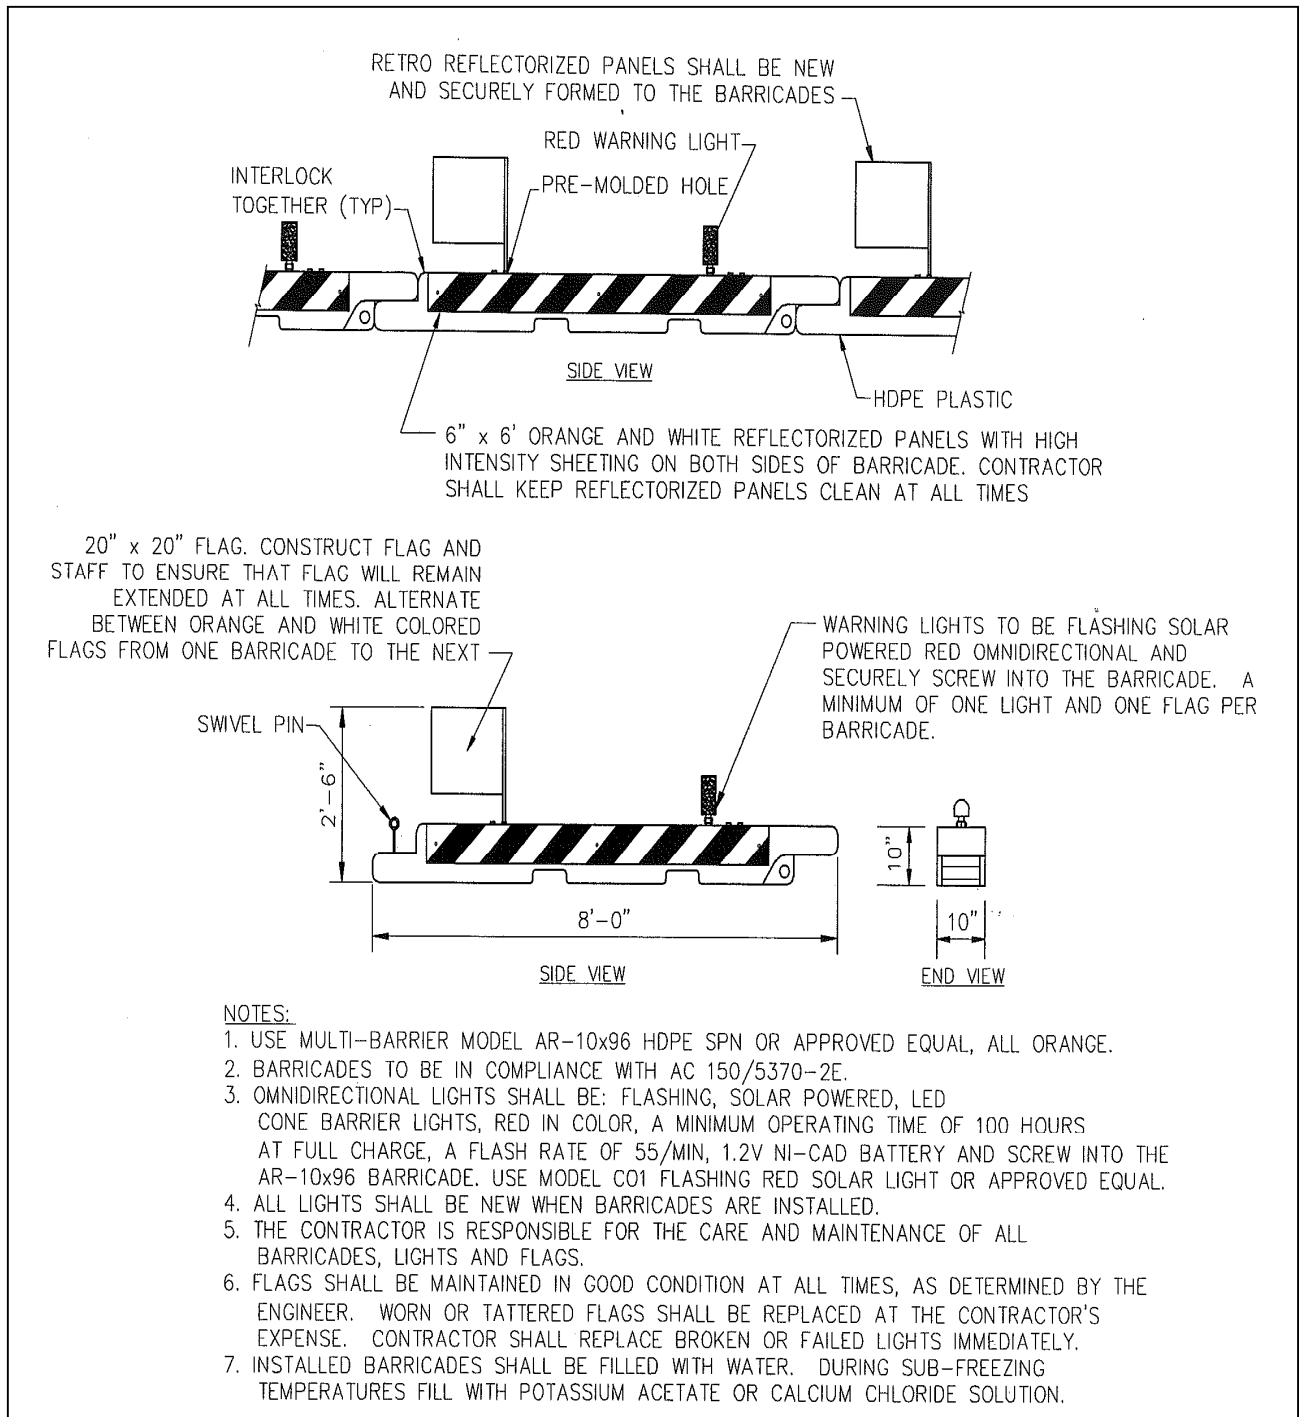 RETRO REFLECTORIZED PANELS SHALL BE NEW
AND SECURELY FORMED TO THE BARRICADES
RED WARNING LIGHT
INTERLOCK
TOGETHER (TYP)
PRE-MOLDED HOLE
SIDE VIEW
HDPE PLASTIC
6" x 6' ORANGE AND WHITE REFLECTORIZED PANELS WITH HIGH
INTENSITY SHEETING ON BOTH SIDES OF BARRICADE. CONTRACTOR
SHALL KEEP REFLECTORIZED PANELS CLEAN AT ALL TIMES
20" x 20" FLAG. CONSTRUCT FLAG AND
STAFF TO ENSURE THAT FLAG WILL REMAIN
EXTENDED AT ALL TIMES. ALTERNATE
BETWEEN ORANGE AND WHITE COLORED
FLAGS FROM ONE BARRICADE TO THE NEXT
WARNING LIGHTS TO BE FLASHING SOLAR
POWERED RED OMNIDIRECTIONAL AND
SECURELY SCREW INTO THE BARRICADE. A
MINIMUM OF ONE LIGHT AND ONE FLAG PER
BARRICADE.
SWIVEL PIN
2'-6"
10"
8'-0"
10"
SIDE VIEW
END VIEW
NOTES:
1. USE MULTI-BARRIER MODEL AR-10x96 HDPE SPN OR APPROVED EQUAL, ALL ORANGE.
2. BARRICADES TO BE IN COMPLIANCE WITH AC 150/5370-2E.
3. OMNIDIRECTIONAL LIGHTS SHALL BE: FLASHING, SOLAR POWERED, LED
CONE BARRIER LIGHTS, RED IN COLOR, A MINIMUM OPERATING TIME OF 100 HOURS
AT FULL CHARGE, A FLASH RATE OF 55/MIN, 1.2V NI-CAD BATTERY AND SCREW INTO THE
AR-10x96 BARRICADE. USE MODEL C01 FLASHING RED SOLAR LIGHT OR APPROVED EQUAL.
4. ALL LIGHTS SHALL BE NEW WHEN BARRICADES ARE INSTALLED.
5. THE CONTRACTOR IS RESPONSIBLE FOR THE CARE AND MAINTENANCE OF ALL
BARRICADES, LIGHTS AND FLAGS.
6. FLAGS SHALL BE MAINTAINED IN GOOD CONDITION AT ALL TIMES, AS DETERMINED BY THE
ENGINEER. WORN OR TATTERED FLAGS SHALL BE REPLACED AT THE CONTRACTOR'S
EXPENSE. CONTRACTOR SHALL REPLACE BROKEN OR FAILED LIGHTS IMMEDIATELY.
7. INSTALLED BARRICADES SHALL BE FILLED WITH WATER. DURING SUB-FREEZING
TEMPERATURES FILL WITH POTASSIUM ACETATE OR CALCIUM CHLORIDE SOLUTION.